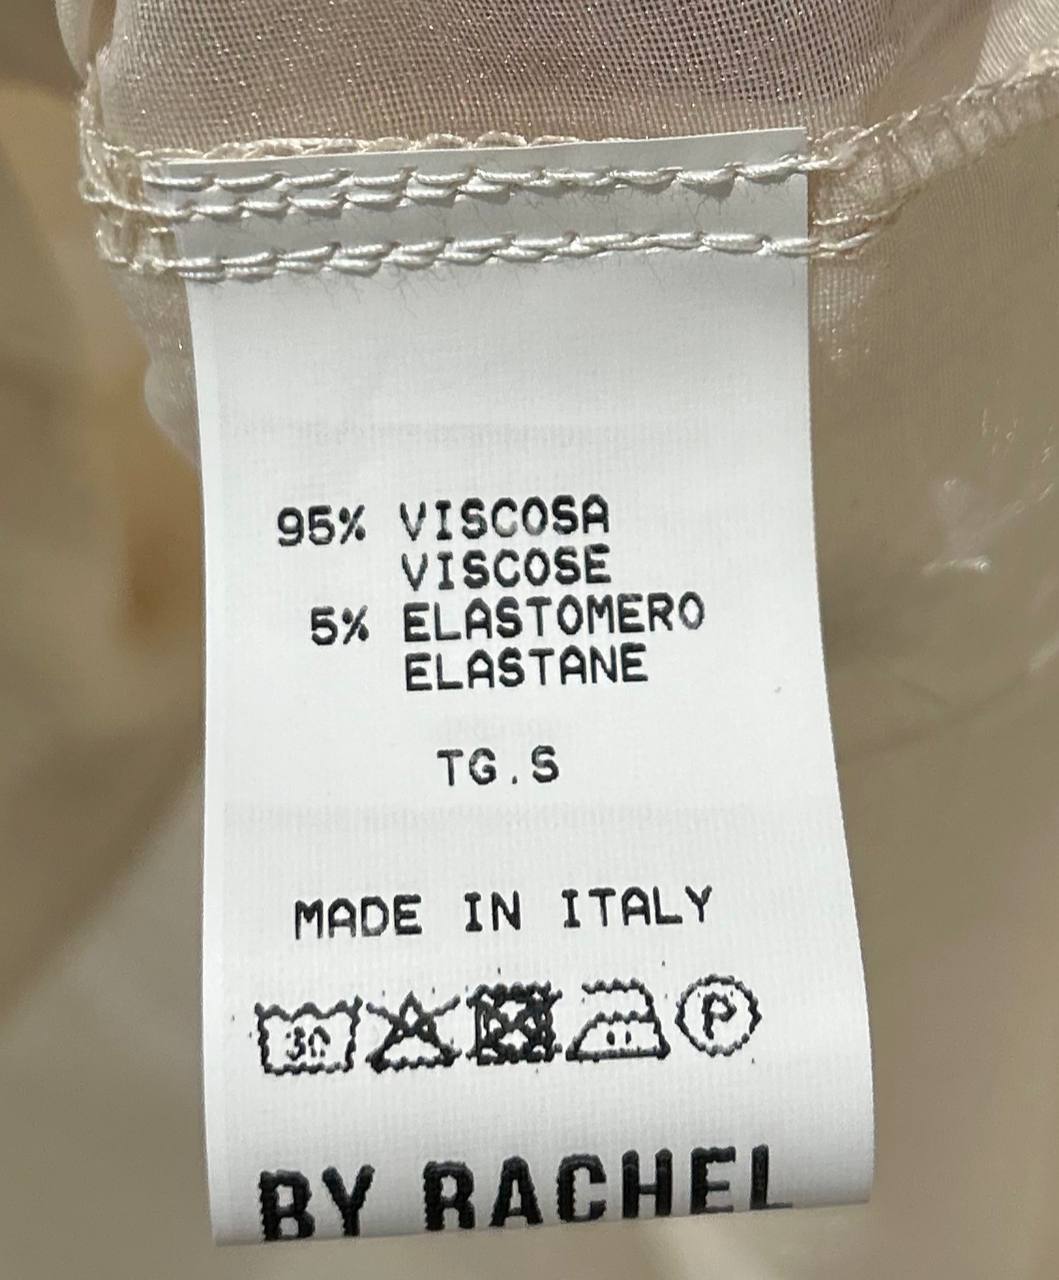 95% VISCOSA
VISCOSE
5% ELASTOMERO
ELASTANE
TG.S
MADE IN ITALY
30 P
BY RACHEL